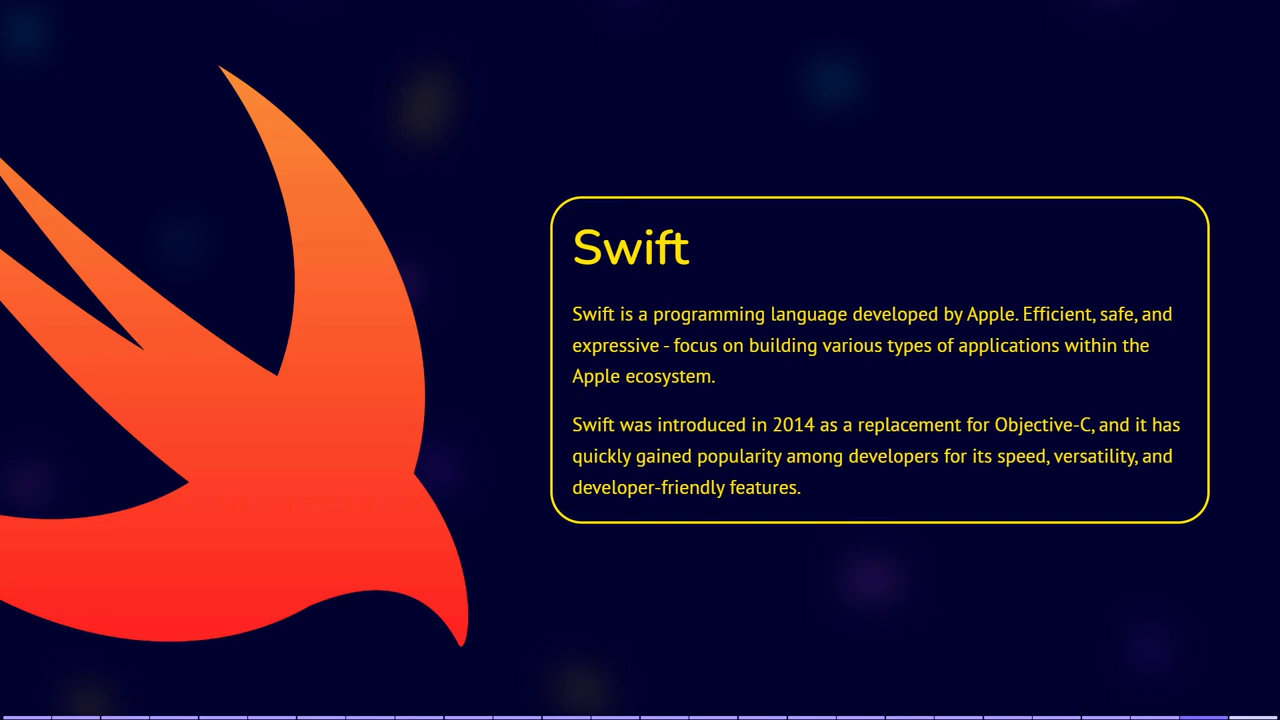 Swift
Swift is a programming language developed by Apple. Efficient, safe, and
expressive - focus on building various types of applications within the
Apple ecosystem.
Swift was introduced in 2014 as a replacement for Objective-C, and it has
quickly gained popularity among developers for its speed, versatility, and
developer-friendly features.